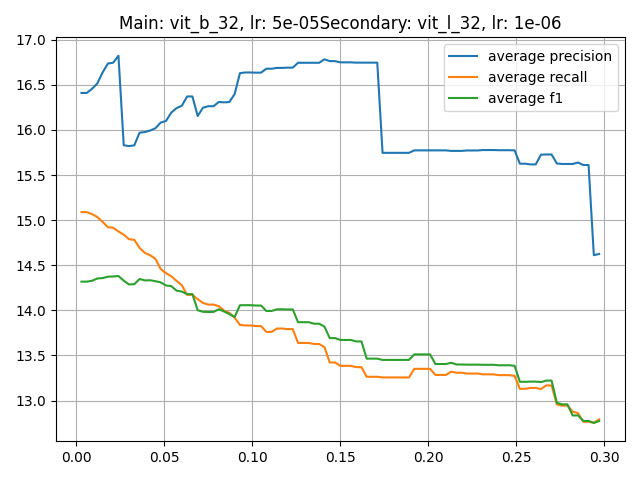 Main: vit_b_32, lr: 5e-05Secondary: vit_l_32, lr: 1e-06
17.0
16.5
16.0
15.5
15.0
14.5
14.0
13.5
13.0
average precision
average recall
average f1
0.00 0.05 0.10 0.15 0.20 0.25 0.30